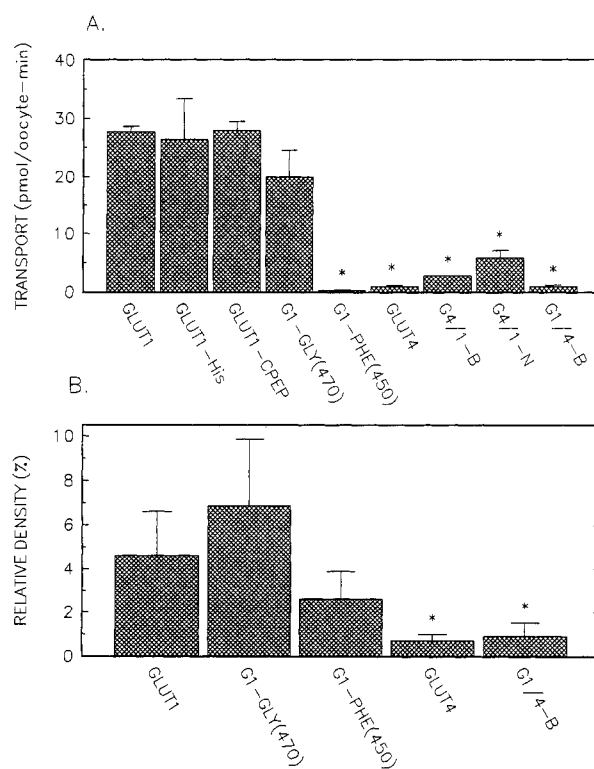 A.
TRANSPORT (pmol/oocyte-min)
40
30
20
10
0
* * * * *
GLUT1
GLUT1-His
GLUT1-CPEP
G1-GLY(470)
G1-PHE(450)
GLUT4
G4/1-B
G4/1-N
G1/4-B
B.
RELATIVE DENSITY (%)
10
8
6
4
2
0
* *
GLUT1
G1-GLY(470)
G1-PHE(450)
GLUT4
G1/4-B